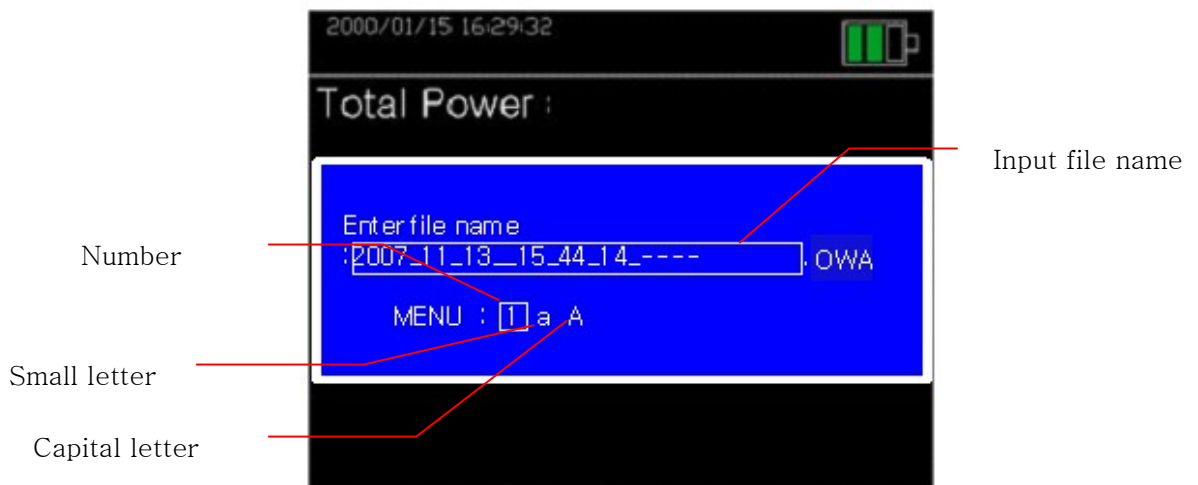 2000/01/15 16:29:32
Total Power :
Input file name
Enter file name
:2007_11_13__15_44_14_---- . OWA
Number
MENU : 1 a A
Small letter
Capital letter